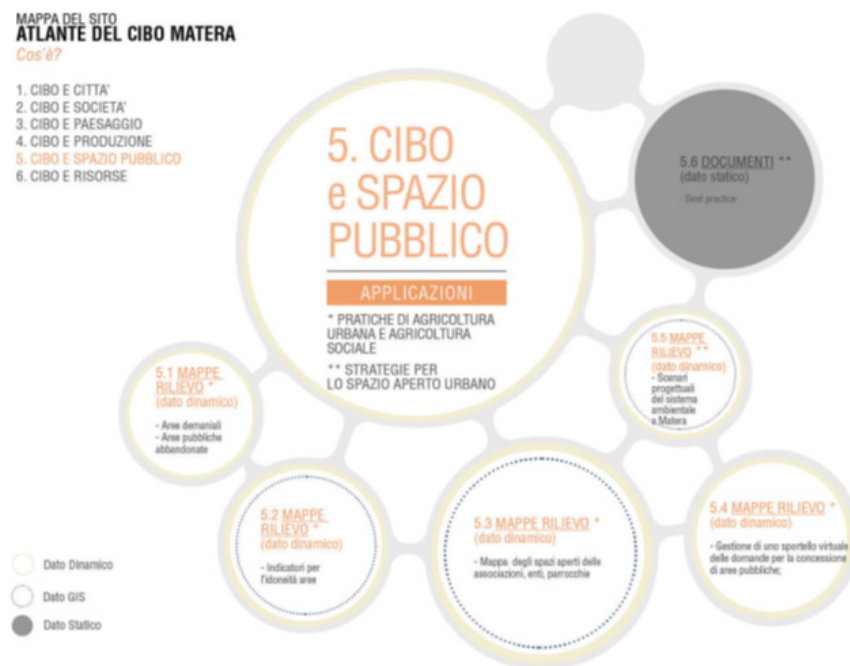 MAPPA DEL SITO
ATLANTE DEL CIBO MATERA
Cos'è?
1. CIBO E CITTA'
2. CIBO E SOCIETA'
3. CIBO E PAESAGGIO
4. CIBO E PRODUZIONE
5. CIBO E SPAZIO PUBBLICO
6. CIBO E RISORSE
5. CIBO
e SPAZIO
PUBBLICO
APPLICAZIONI
* PRATICHE DI AGRICOLTURA
URBANA E AGRICOLTURA
SOCIALE
** STRATEGIE PER
LO SPAZIO APERTO URBANO
5.6 DOCUMENTI **
(dato statico)
- Best practice
5.5 MAPPE
RILIEVO **
(dato dinamico)
- Scenari
progettuali
del sistema
ambientale
a Matera
5.1 MAPPE
RILIEVO *
(dato dinamico)
- Aree demaniali
- Aree pubbliche
abbandonate
5.2 MAPPE
RILIEVO *
(dato dinamico)
- Indicatori per
l'idoneità aree
5.3 MAPPE RILIEVO *
(dato dinamico)
- Mappa degli spazi aperti delle
associazioni, enti, parrocchie
5.4 MAPPE RILIEVO *
(dato dinamico)
- Gestione di uno sportello virtuale
delle domande per la concessione
di aree pubbliche;
Dato Dinamico
Dato GIS
Dato Statico